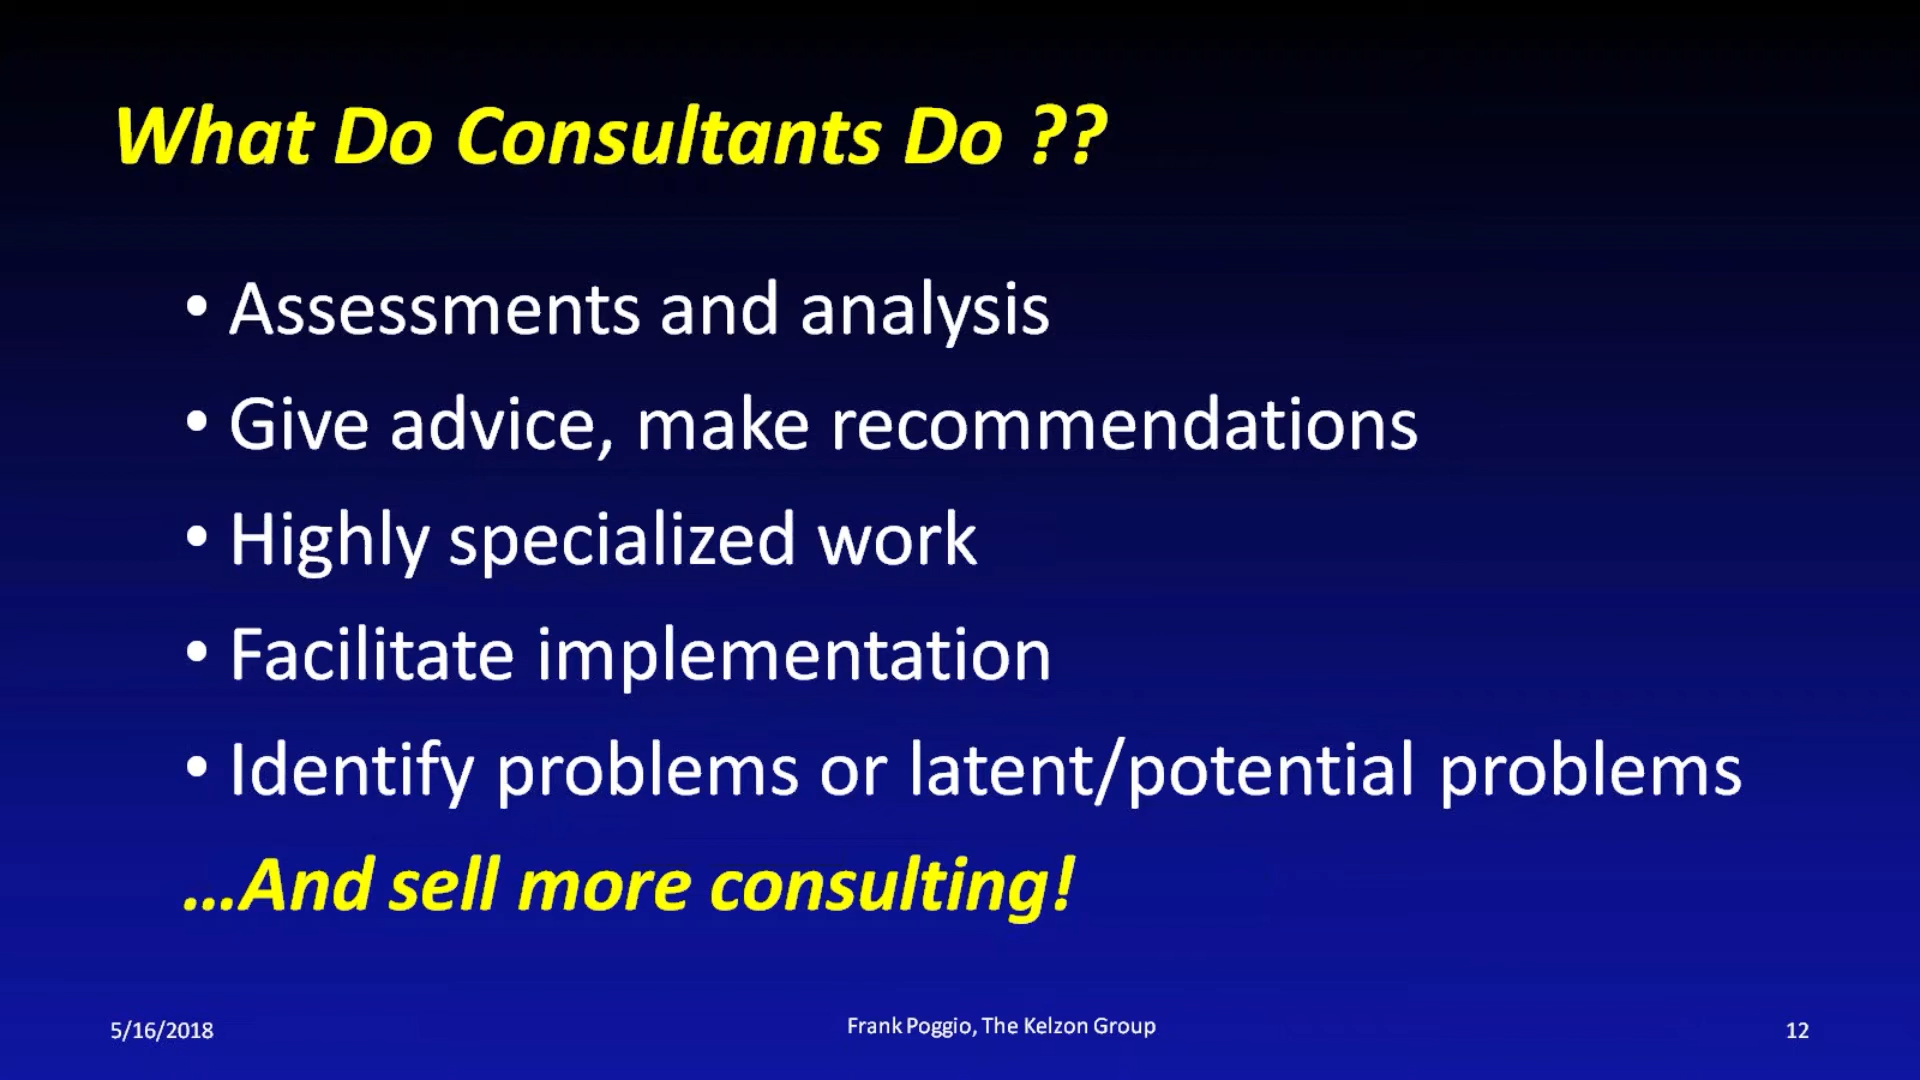 What Do Consultants Do ??
• Assessments and analysis
• Give advice, make recommendations
• Highly specialized work
• Facilitate implementation
• Identify problems or latent/potential problems
...And sell more consulting!
5/16/2018
Frank Poggio, The Kelzon Group
12